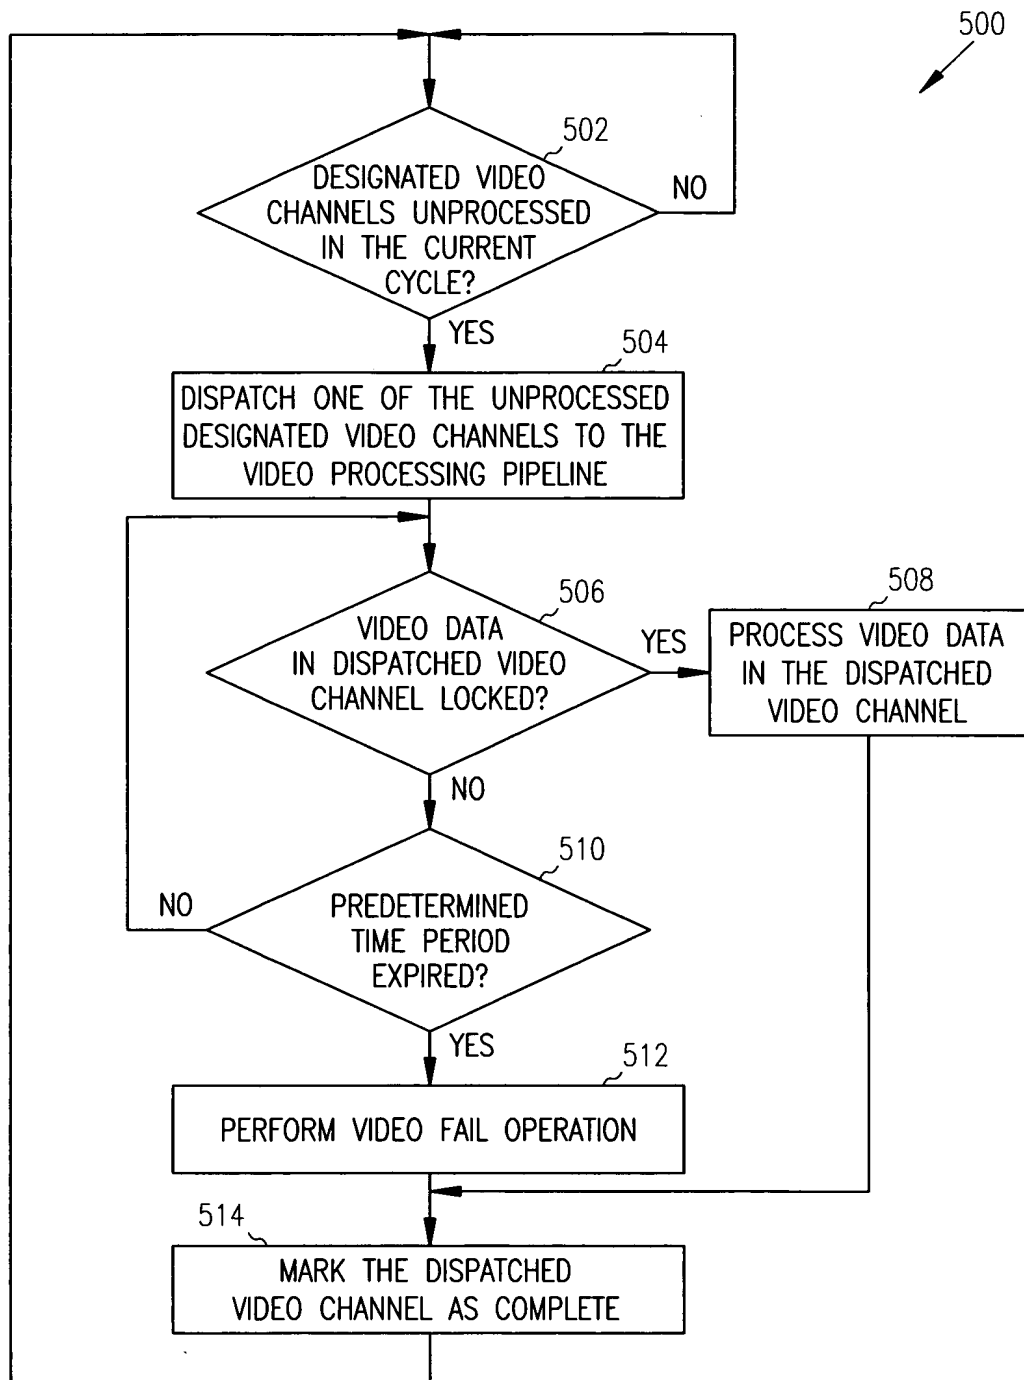 500
502
DESIGNATED VIDEO
CHANNELS UNPROCESSED
IN THE CURRENT
CYCLE?
NO
YES
504
DISPATCH ONE OF THE UNPROCESSED
DESIGNATED VIDEO CHANNELS TO THE
VIDEO PROCESSING PIPELINE
506
VIDEO DATA
IN DISPATCHED VIDEO
CHANNEL LOCKED?
YES
508
PROCESS VIDEO DATA
IN THE DISPATCHED
VIDEO CHANNEL
NO
510
PREDETERMINED
TIME PERIOD
EXPIRED?
NO
YES
512
PERFORM VIDEO FAIL OPERATION
514
MARK THE DISPATCHED
VIDEO CHANNEL AS COMPLETE